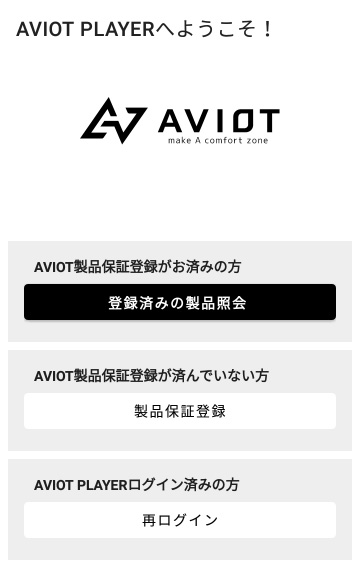 AVIOT PLAYERへようこそ！
AVIOT
make A comfort zone
AVIOT製品保証登録がお済みの方
登録済みの製品照会
AVIOT製品保証登録が済んでいない方
製品保証登録
AVIOT PLAYERログイン済みの方
再ログイン